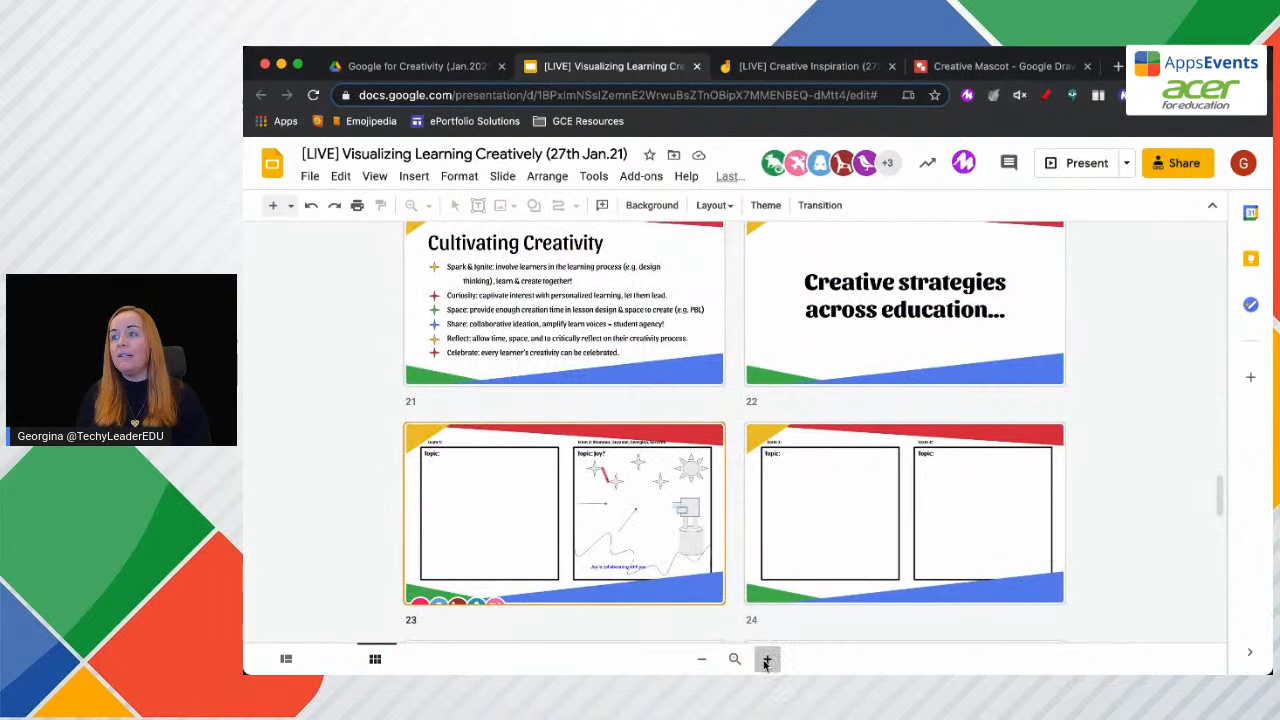 AppsEvents
acer
for education
Google for Creativity
[LIVE] Visualizing Learning Cre
[LIVE] Creative Inspiration (27
Creative Mascot - Google Draw
docs.google.com/presentation/
Apps
Emojipedia
ePortfolio Solutions
GCE Resources
[LIVE] Visualizing Learning Creatively (27th Jan.21)
+3
Present
Share
G
File Edit View Insert Format Slide Arrange Tools Add-ons Help Last...
Background Layout Theme Transition
31
Cultivating Creativity
Spark & Ignite: involve learners in the learning process (e.g. design
thinking), learn & create together!
Curiosity: captivate interest with personalized learning, let them lead.
Space: provide enough creation time in lesson design & space to create (e.g. PBL)
Share: collaborative ideation, amplify learn voices = student agency!
Reflect: allow time, space, and to critically reflect on their creativity process.
Celebrate: every learner's creativity can be celebrated.
Creative strategies
across education...
21
22
Topic:
Topic: Joy?
Topic:
Topic:
23
24
Georgina @TechyLeaderEDU